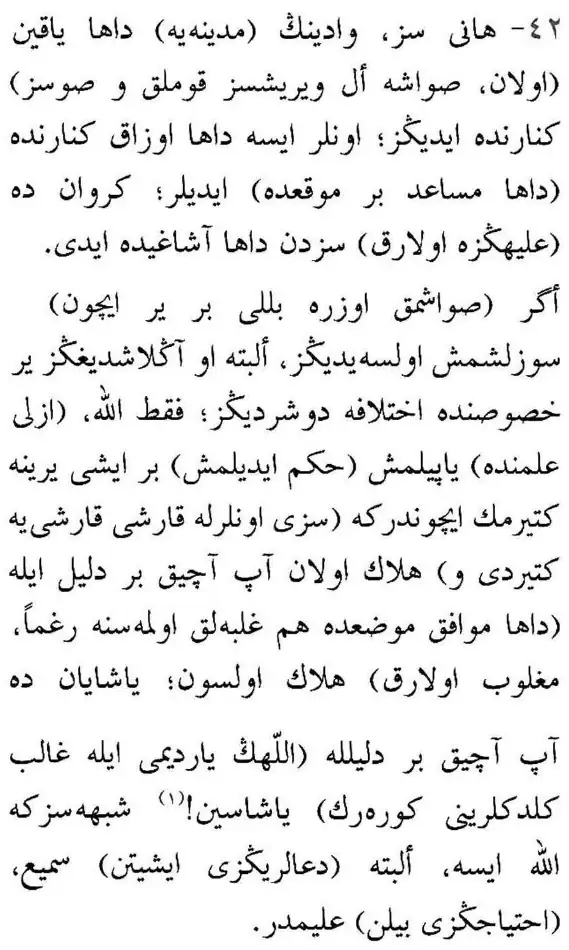 ٤٢- هانى سز، وادينڭ (مدينه‌يه) داها ياقين
(اولان، صواشه أل ويريشسز قوملق و صوسز)
كنارنده ايديڭز؛ اونلر ايسه داها اوزاق كنارنده
(داها مساعد بر موقعده) ايديلر؛ كروان ده
(عليهڭزه اولارق) سزدن داها آشاغيده ايدى.
أگر (صواشمق اوزره بللى بر ير ايچون)
سوزلشمش اولسه‌يديڭز، ألبته او آڭلاشديغڭز ير
خصوصنده اختلافه دوشرديڭز؛ فقط الله، (ازلى
علمنده) ياپيلمش (حكم ايديلمش) بر ايشى يرينه
كتيرمك ايچوندركه (سزى اونلرله قارشى قارشى‌يه
كتيردى و) هلاك اولان آپ آچيق بر دليل ايله
(داها موافق موضعده هم غلبه‌لق اولمه‌سنه رغماً،
مغلوب اولارق) هلاك اولسون؛ ياشايان ده
آپ آچيق بر دليلله (اللّٰهڭ يارديمى ايله غالب
كلدكلرينى كوره‌رك) ياشاسين!(١) شبهه‌سزكه
الله ايسه، ألبته (دعالريڭزى ايشيتن) سميع،
(احتياجڭزى بيلن) عليمدر.